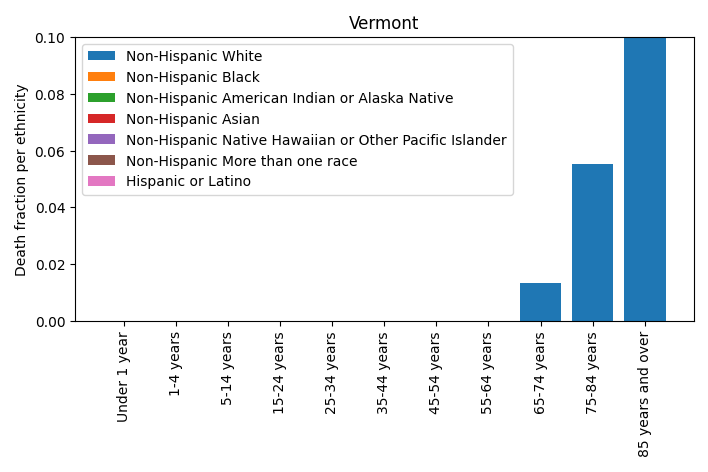 Vermont
Death fraction per ethnicity
0.10
0.08
0.06
0.04
0.02
0.00
Non-Hispanic White
Non-Hispanic Black
Non-Hispanic American Indian or Alaska Native
Non-Hispanic Asian
Non-Hispanic Native Hawaiian or Other Pacific Islander
Non-Hispanic More than one race
Hispanic or Latino
Under 1 year
1-4 years
5-14 years
15-24 years
25-34 years
35-44 years
45-54 years
55-64 years
65-74 years
75-84 years
85 years and over